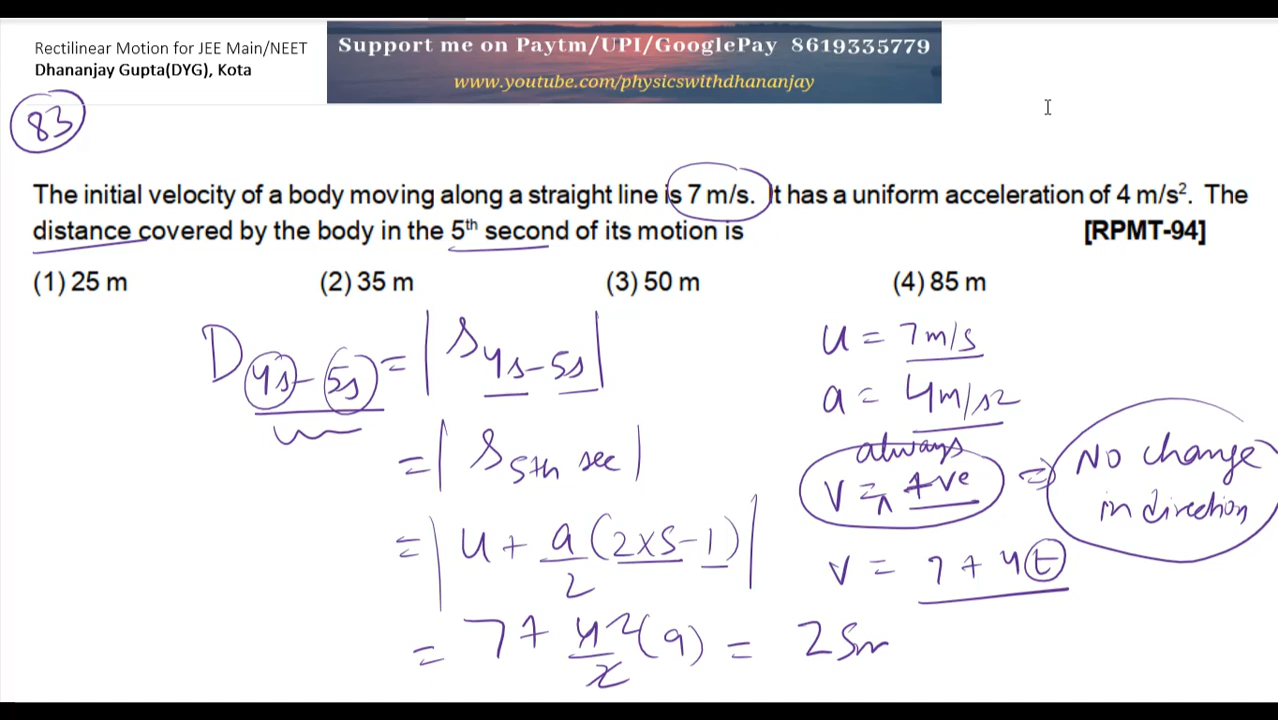 Rectilinear Motion for JEE Main/NEET
Dhananjay Gupta(DYG), Kota
Support me on Paytm/UPI/GooglePay 8619335779
www.youtube.com/physicswithdhananjay
83
The initial velocity of a body moving along a straight line is 7 m/s. It has a uniform acceleration of 4 m/s². The
distance covered by the body in the 5th second of its motion is [RPMT-94]
(1) 25 m (2) 35 m (3) 50 m (4) 85 m
D4s-5s = | S4s-5s |
= | S5th sec |
= | u + a/2 (2×5-1) |
= 7 + 4/2 2(9) = 25m
u = 7m/s
a = 4m/s2
always
v = +ve ⇒ No change
in direction
v = 7 + 4t